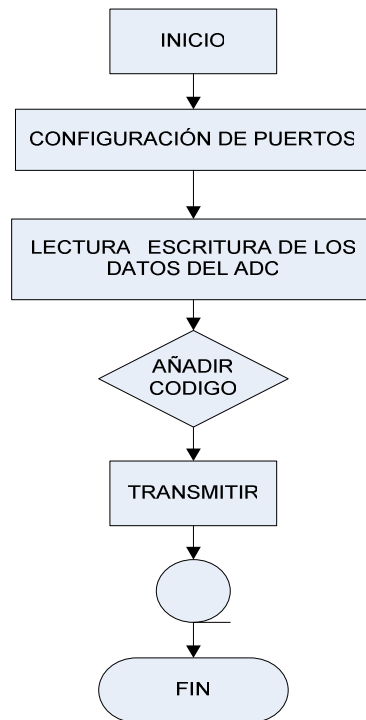 INICIO
CONFIGURACIÓN DE PUERTOS
LECTURA ESCRITURA DE LOS
DATOS DEL ADC
AÑADIR
CODIGO
TRANSMITIR
FIN